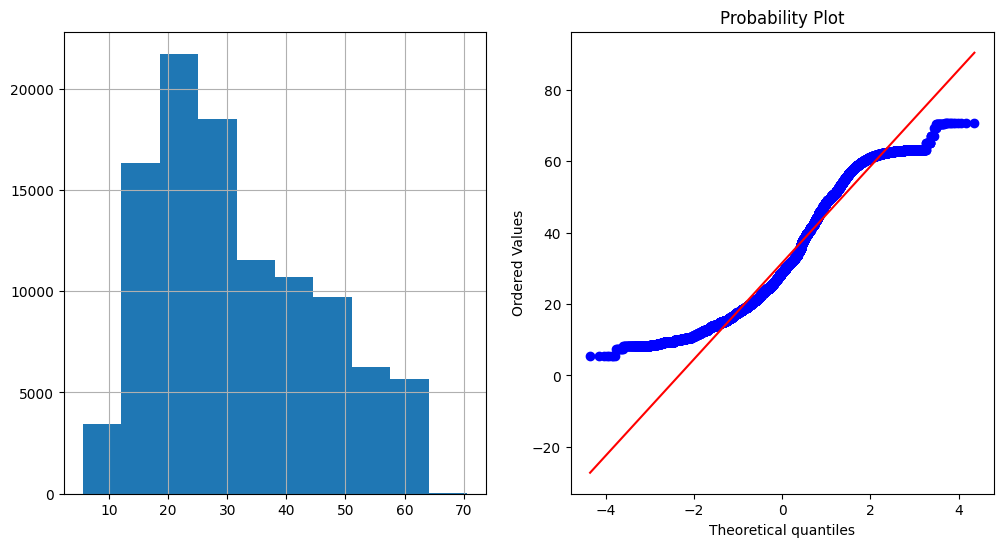 20000
15000
10000
5000
0
10 20 30 40 50 60 70
Probability Plot
Ordered Values
80
60
40
20
0
−20
−4 −2 0 2 4
Theoretical quantiles